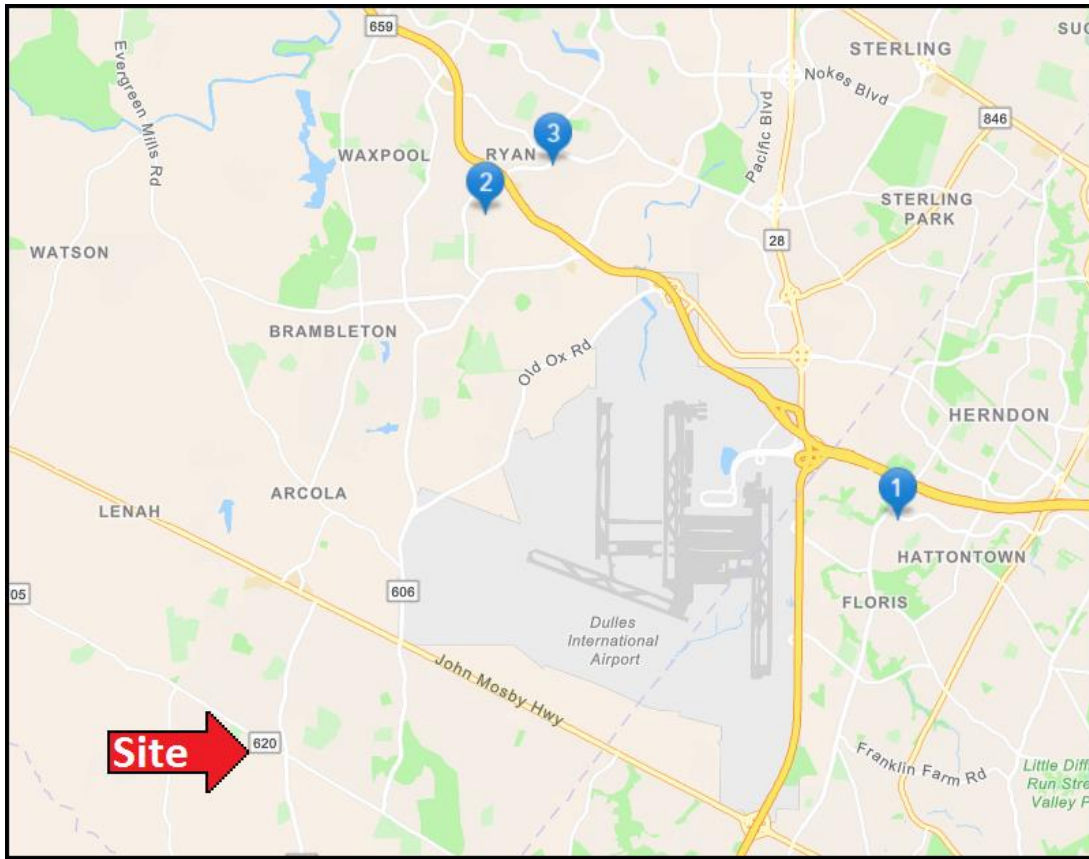 659
SUG
STERLING
Nokes Blvd
Evergreen Mills Rd
846
3
Pacific Blvd
WAXPOOL
RYAN
2
STERLING
PARK
28
WATSON
BRAMBLETON
Old Ox Rd
HERNDON
1
ARCOLA
LENAH
HATTONTOWN
05
606
FLORIS
Dulles
International
Airport
John Mosby Hwy
Site
620
Franklin Farm Rd
Little Diff
Run Stre
Valley P